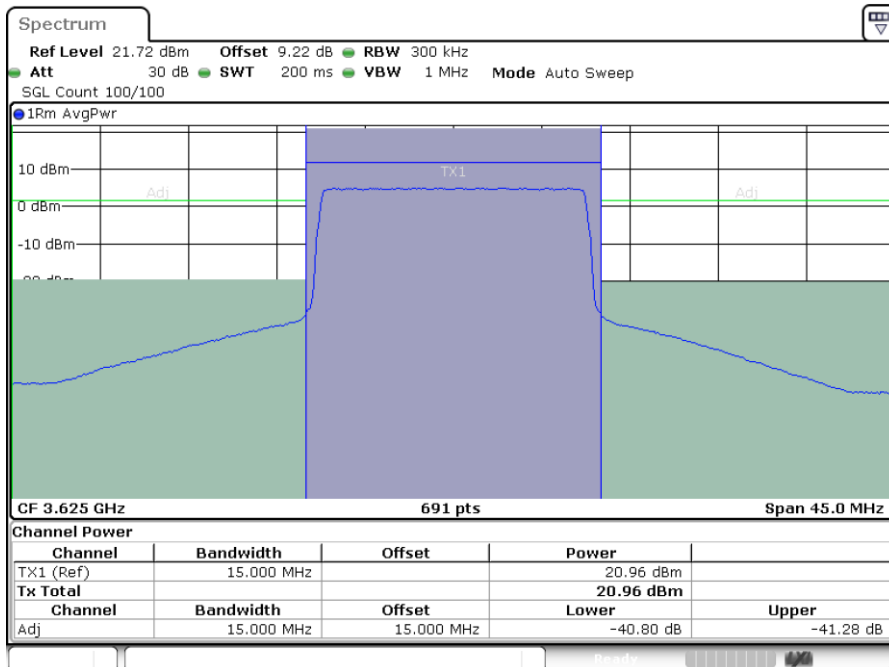 Spectrum
Ref Level 21.72 dBm Offset 9.22 dB RBW 300 kHz
Att 30 dB SWT 200 ms VBW 1 MHz Mode Auto Sweep
SGL Count 100/100
1Rm AvgPwr
10 dBm
TX1
Adj Adj
0 dBm
-10 dBm
-20 dBm
CF 3.625 GHz 691 pts Span 45.0 MHz
Channel Power
Channel Bandwidth Offset Power
TX1 (Ref) 15.000 MHz 20.96 dBm
Tx Total 20.96 dBm
Channel Bandwidth Offset Lower Upper
Adj 15.000 MHz 15.000 MHz -40.80 dB -41.28 dB
Ready